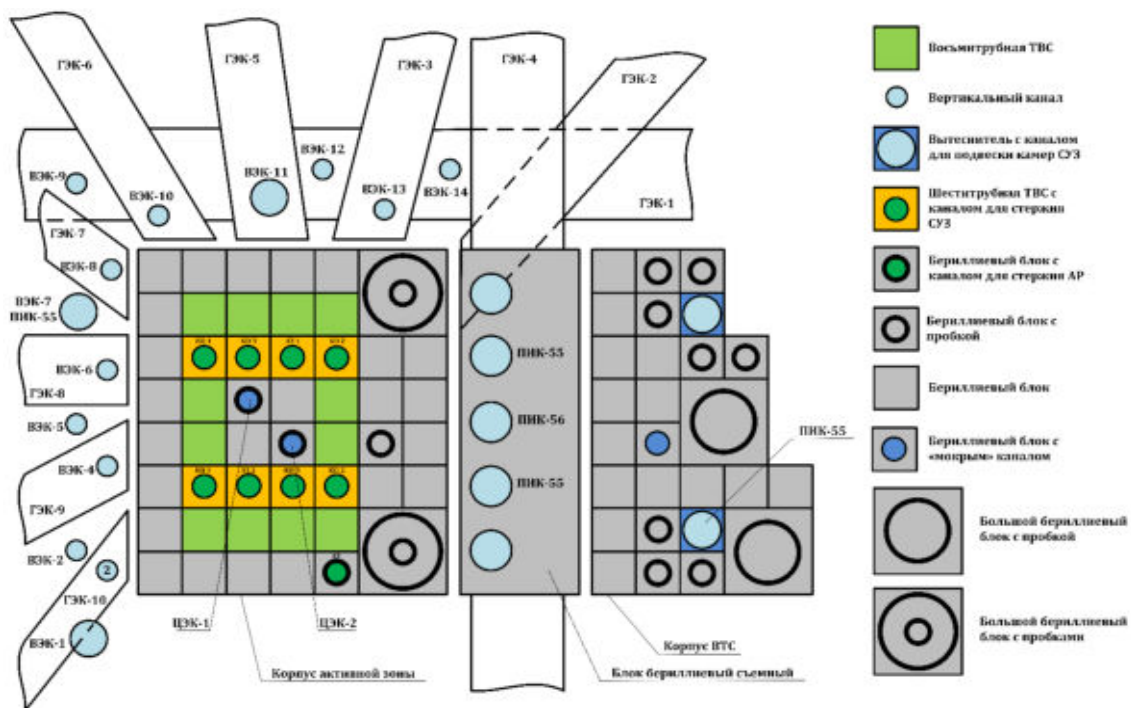 ГЭК-6
ГЭК-5
ГЭК-3
ГЭК-4
ГЭК-2
ВЭК-12
ВЭК-9
ВЭК-11
ВЭК-10
ВЭК-13
ВЭК-14
ГЭК-1
ГЭК-7
ВЭК-8
ВЭК-7
ПИК-55
ПИК-55
ВЭК-6
ГЭК-8
ВЭК-5
ПИК-56
ПИК-55
ВЭК-4
ПИК-55
ГЭК-9
ВЭК-2
2
ГЭК-10
ВЭК-1
ЦЭК-1
ЦЭК-2
Корпус активной зоны
Корпус ВТС
Блок бериллиевый съемный
Восьмитрубная ТВС
Вертикальный канал
Вытеснитель с каналом
для подвески камер СУЗ
Шеститрубная ТВС с
каналом для стержня
СУЗ
Бериллиевый блок с
каналом для стержня АР
Бериллиевый блок с
пробкой
Бериллиевый блок
Бериллиевый блок с
«мокрым» каналом
Большой бериллиевый
блок с пробкой
Большой бериллиевый
блок с пробками